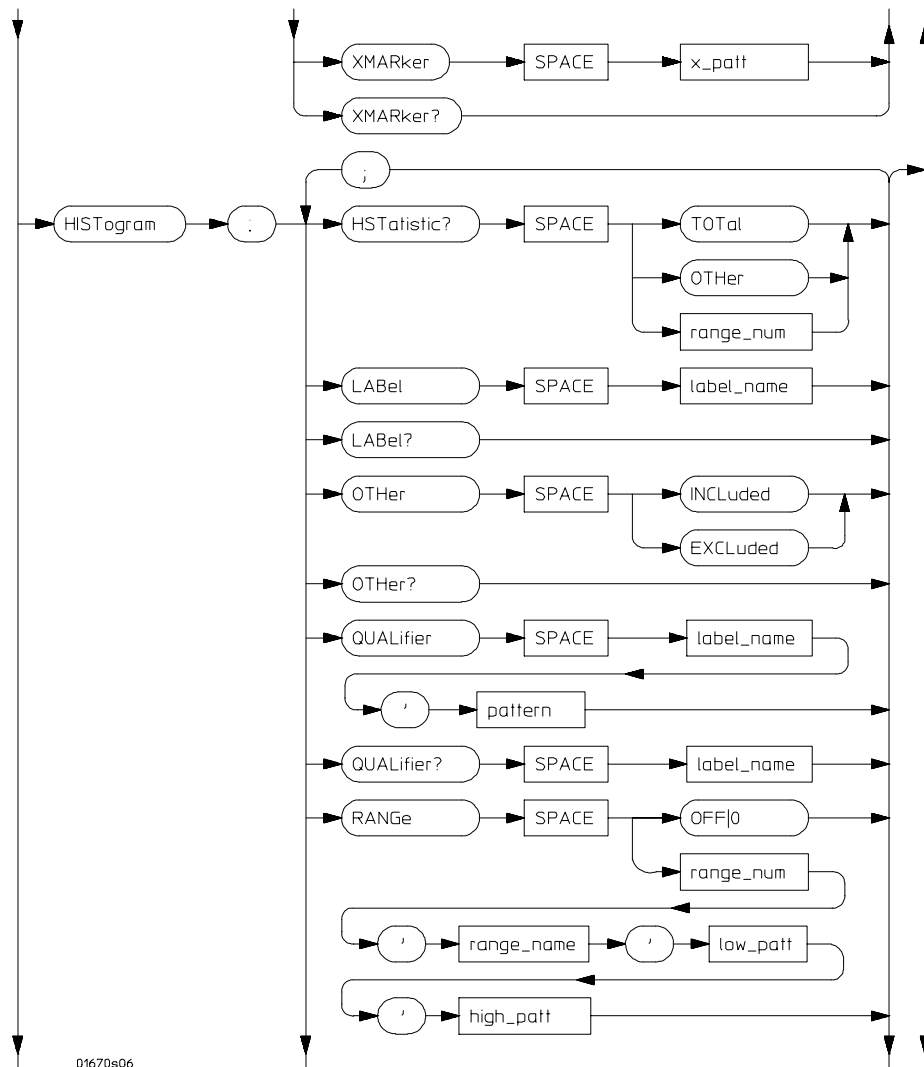 XMARker SPACE x_patt
XMARker?
;
HISTogram : HSTatistic? SPACE TOTal
OTHer
range_num
LABel SPACE label_name
LABel?
OTHer SPACE INCLuded
EXCLuded
OTHer?
QUALifier SPACE label_name
, pattern
QUALifier? SPACE label_name
RANGe SPACE OFF|0
range_num
, range_name , low_patt
, high_patt
01670s06